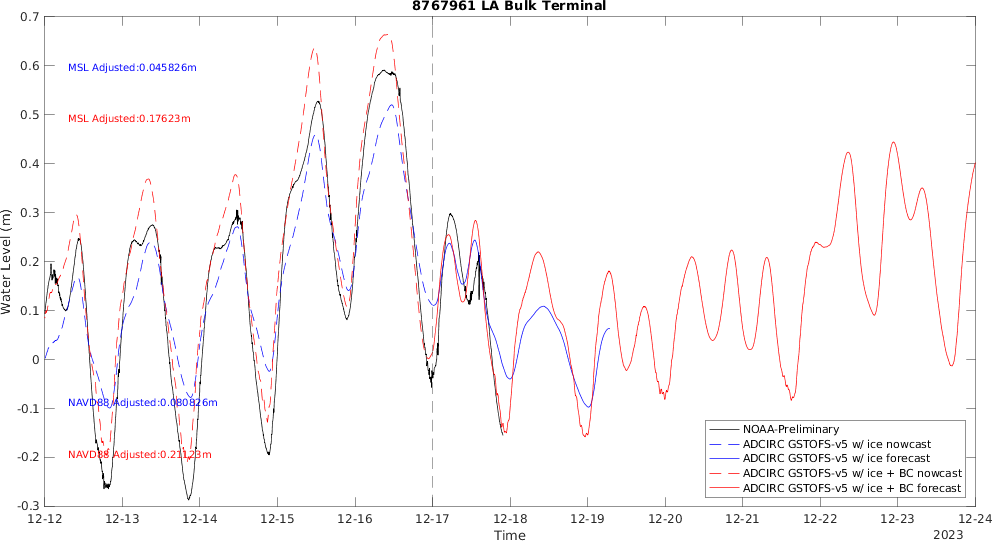 8767961 LA Bulk Terminal
0.7
0.6
0.5
0.4
0.3
0.2
0.1
0
-0.1
-0.2
-0.3
Water Level (m)
MSL Adjusted:0.045826m
MSL Adjusted:0.17623m
NAVD88 Adjusted:0.080826m
NAVD88 Adjusted:0.21123m
NOAA-Preliminary
ADCIRC GSTOFS-v5 w/ ice nowcast
ADCIRC GSTOFS-v5 w/ ice forecast
ADCIRC GSTOFS-v5 w/ ice + BC nowcast
ADCIRC GSTOFS-v5 w/ ice + BC forecast
12-12 12-13 12-14 12-15 12-16 12-17 12-18 12-19 12-20 12-21 12-22 12-23 12-24
Time
2023